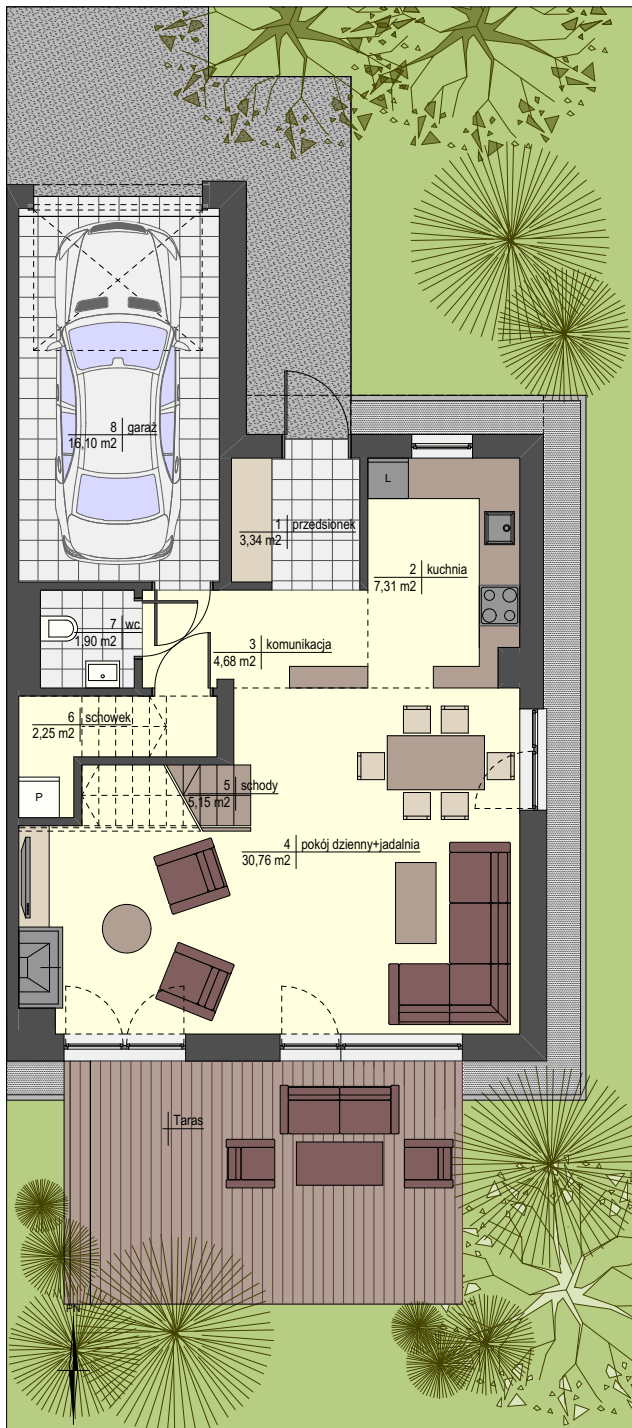 8 garaż
16,10 m2
L
1 przedsionek
3,34 m2
2 kuchnia
7,31 m2
7 wc
1,90 m2
3 komunikacja
4,68 m2
6 schowek
2,25 m2
P
5 schody
5,15 m2
4 pokój dzienny+jadalnia
30,76 m2
Taras
PN